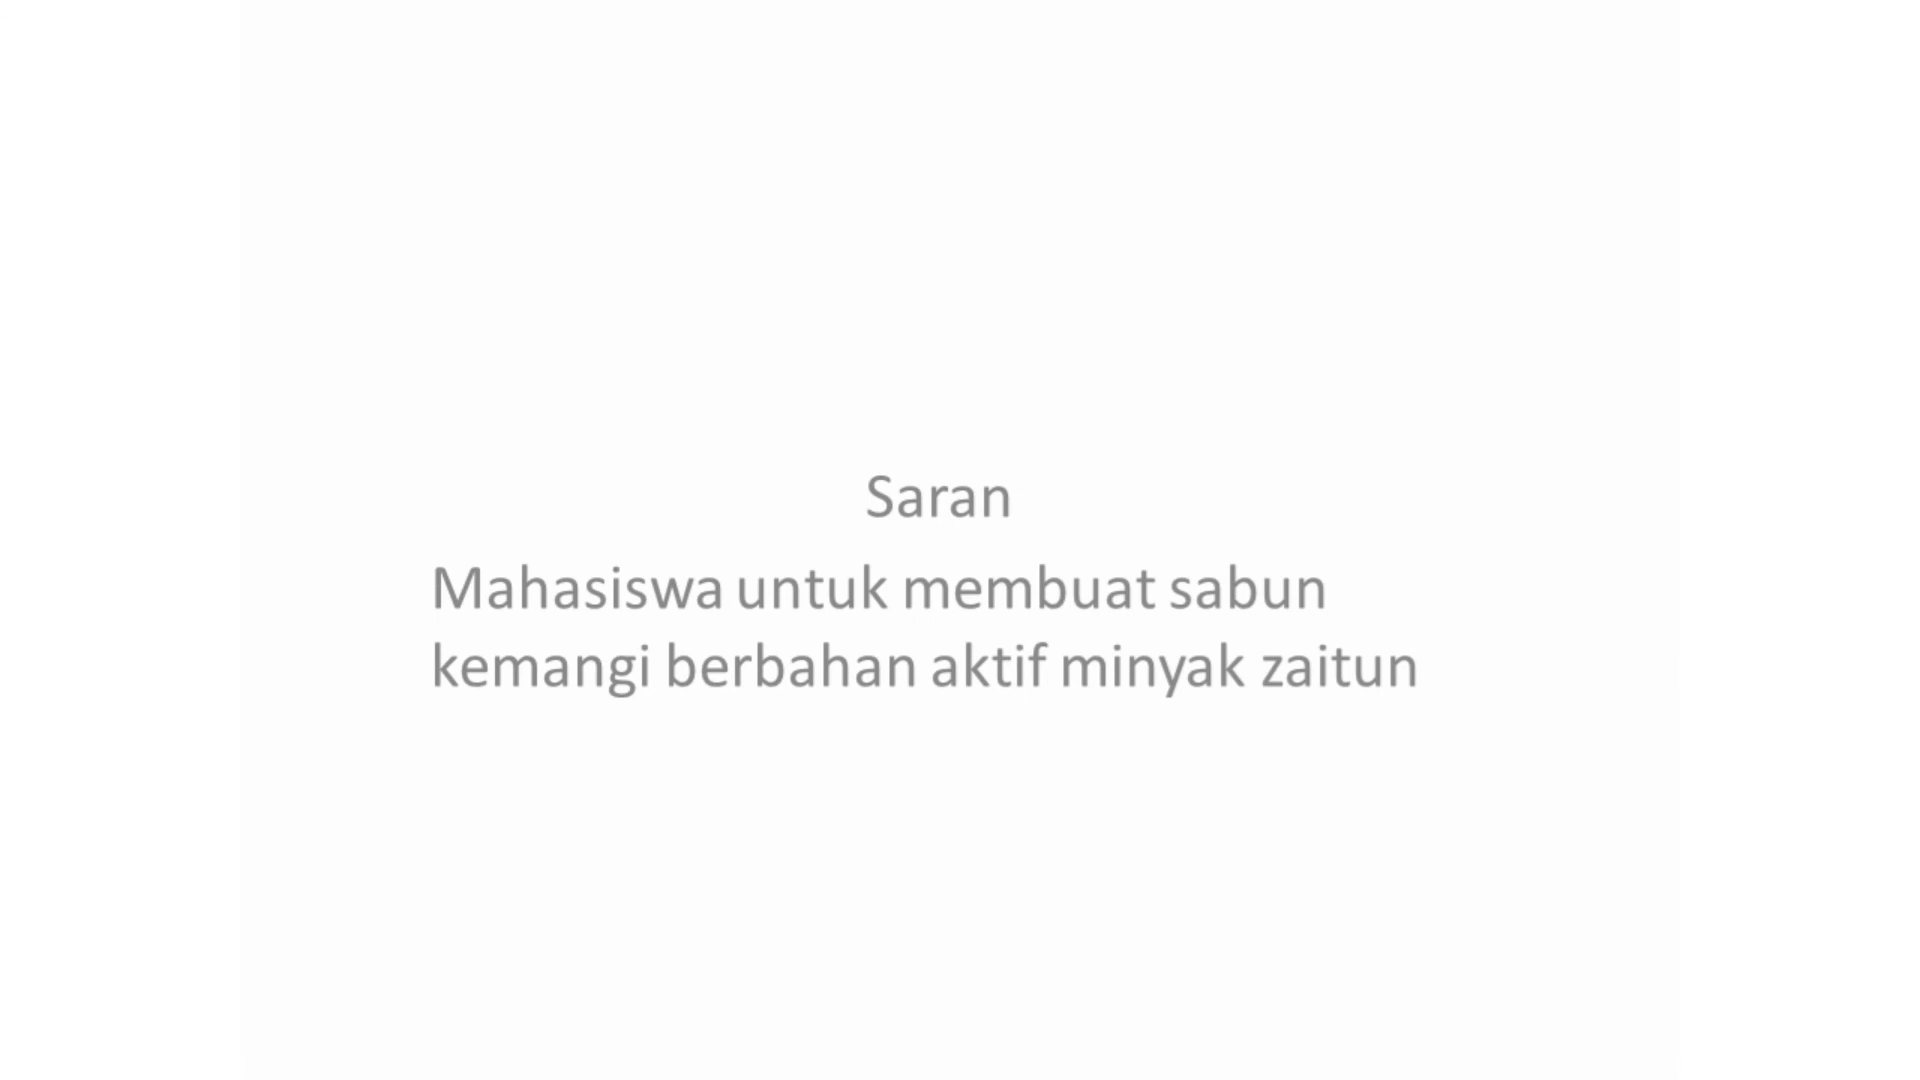 Saran
Mahasiswa untuk membuat sabun
kemangi berbahan aktif minyak zaitun